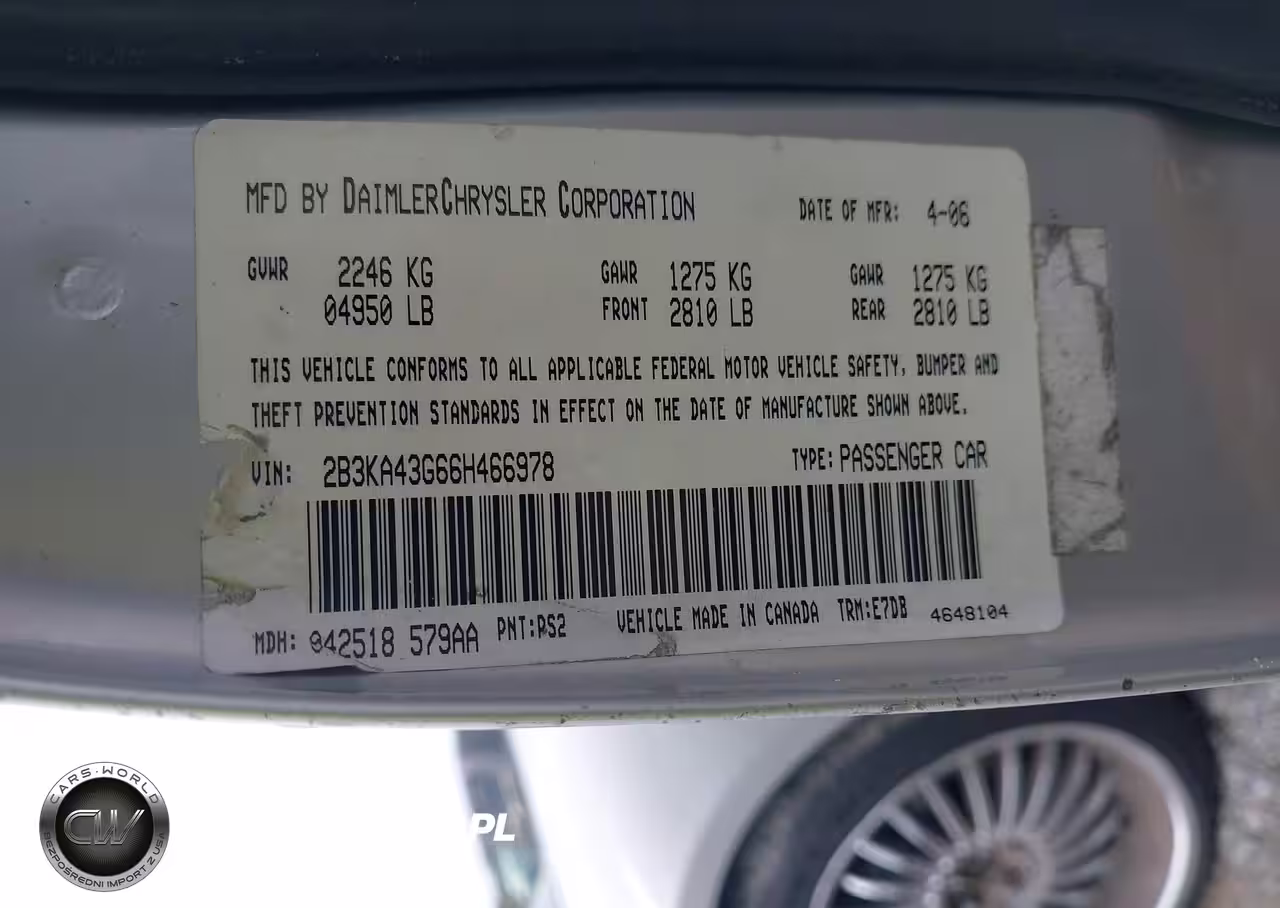 MFD BY DAIMLERCHRYSLER CORPORATION DATE OF MFR: 4-06
GVWR 2246 KG GAWR 1275 KG GAWR 1275 KG
04950 LB FRONT 2810 LB REAR 2810 LB
THIS VEHICLE CONFORMS TO ALL APPLICABLE FEDERAL MOTOR VEHICLE SAFETY, BUMPER AND
THEFT PREVENTION STANDARDS IN EFFECT ON THE DATE OF MANUFACTURE SHOWN ABOVE.
VIN: 2B3KA43G66H466978 TYPE: PASSENGER CAR
MDH: 042518 579AA PNT:PS2 VEHICLE MADE IN CANADA TRM:E7DB 4648104
CARS-WORLD
CW
BEZPOŚREDNI IMPORT Z USA
PL